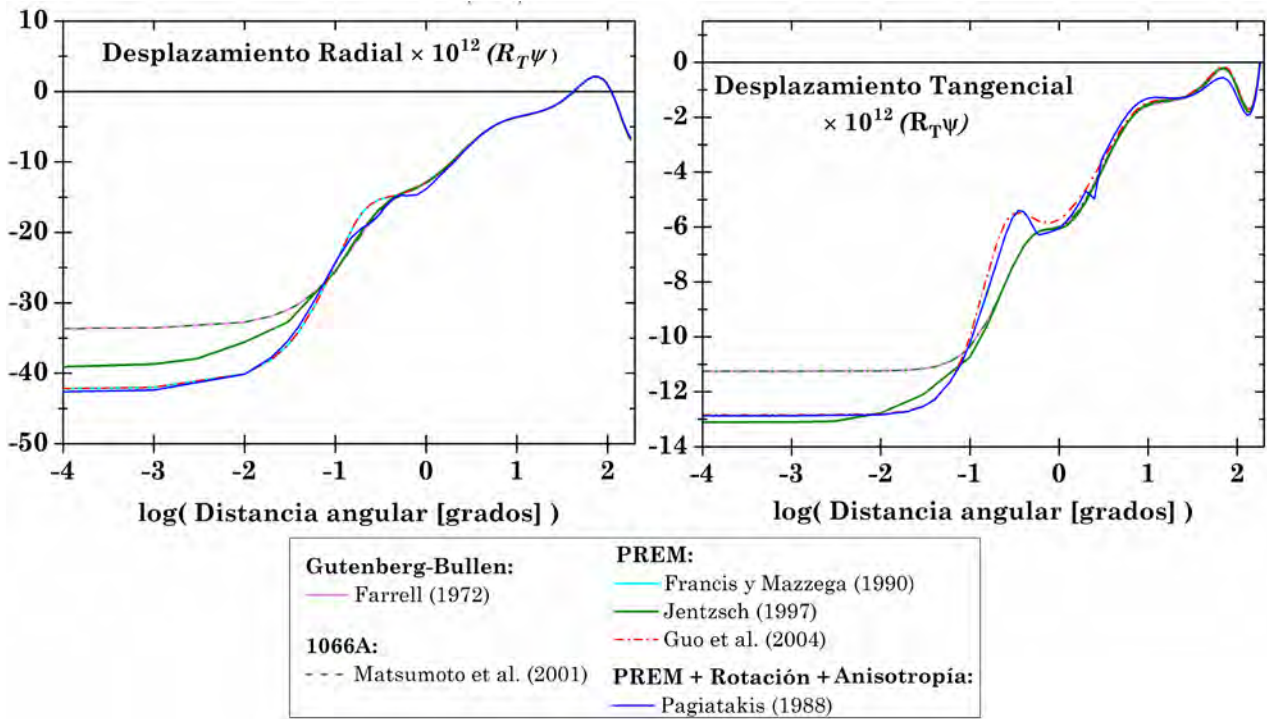 Desplazamiento Radial × 10¹² (R_T ψ )
10
0
-10
-20
-30
-40
-50
-4
-3
-2
-1
0
1
2
log( Distancia angular [grados] )
Desplazamiento Tangencial
× 10¹² (R_Tψ)
0
-2
-4
-6
-8
-10
-12
-14
-4
-3
-2
-1
0
1
2
log( Distancia angular [grados] )
Gutenberg-Bullen:
Farrell (1972)
1066A:
Matsumoto et al. (2001)
PREM:
Francis y Mazzega (1990)
Jentzsch (1997)
Guo et al. (2004)
PREM + Rotación + Anisotropía:
Pagiatakis (1988)